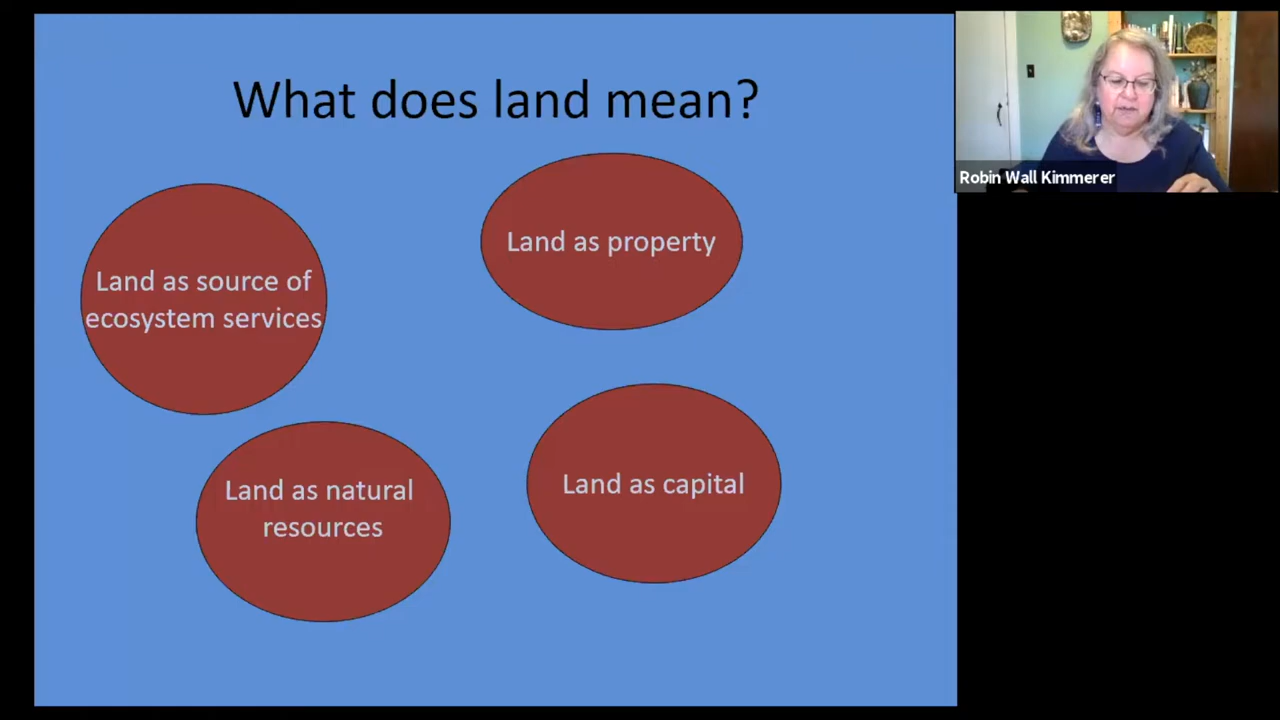 What does land mean?
Land as property
Land as source of
ecosystem services
Land as natural
resources
Land as capital
Robin Wall Kimmerer